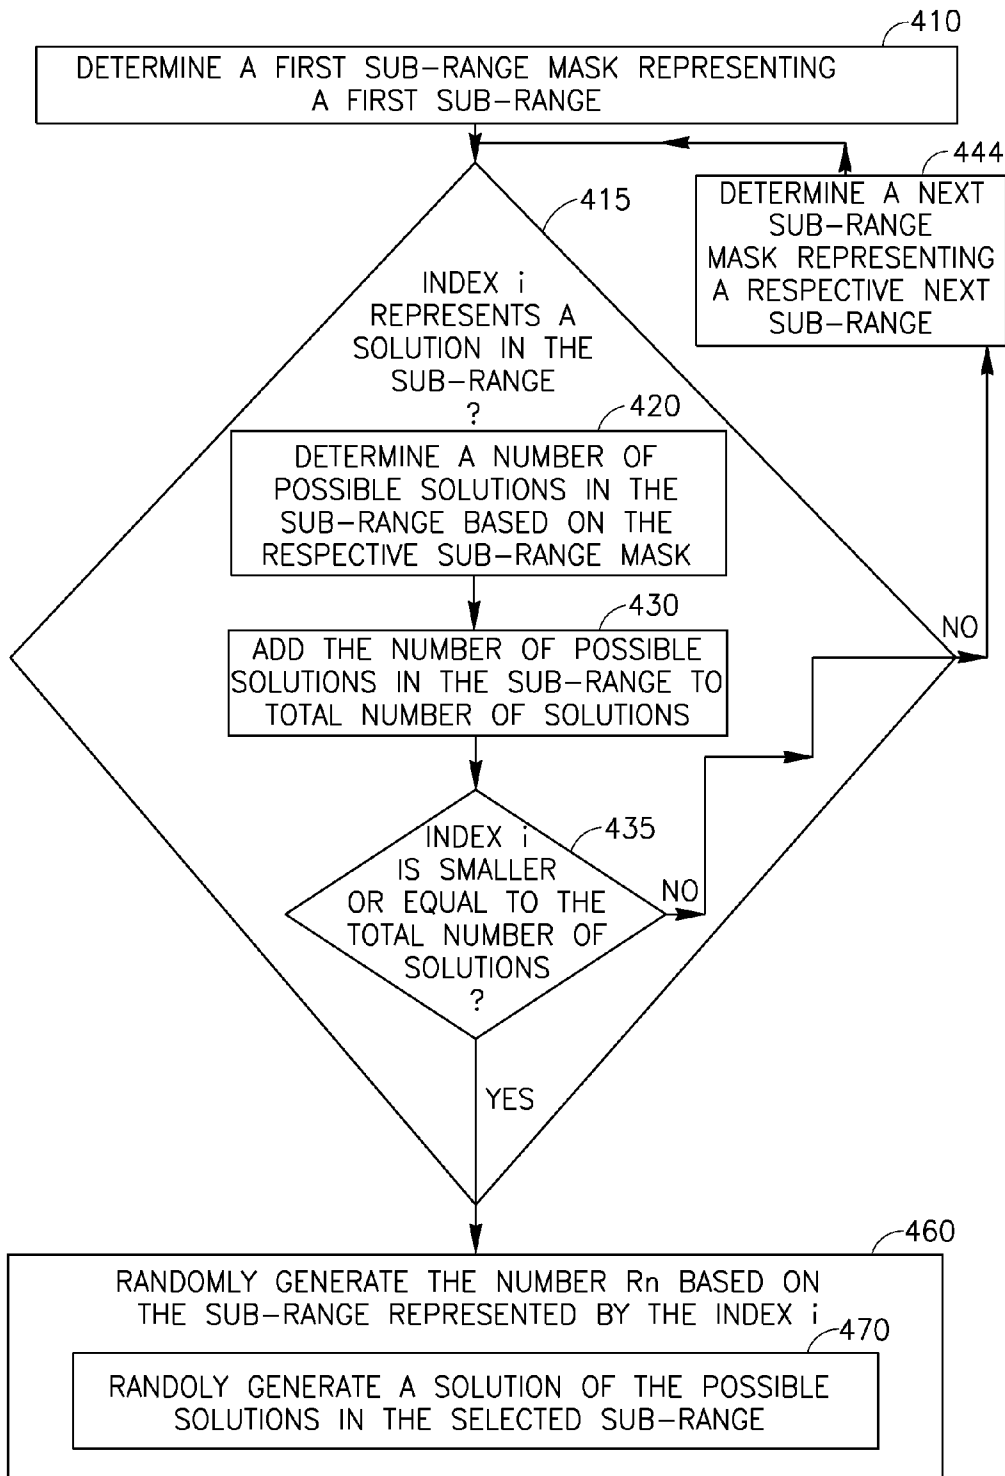 410
DETERMINE A FIRST SUB-RANGE MASK REPRESENTING
A FIRST SUB-RANGE
444
DETERMINE A NEXT
SUB-RANGE
MASK REPRESENTING
A RESPECTIVE NEXT
SUB-RANGE
415
INDEX i
REPRESENTS A
SOLUTION IN THE
SUB-RANGE
?
420
DETERMINE A NUMBER OF
POSSIBLE SOLUTIONS IN THE
SUB-RANGE BASED ON THE
RESPECTIVE SUB-RANGE MASK
430
ADD THE NUMBER OF POSSIBLE
SOLUTIONS IN THE SUB-RANGE TO
TOTAL NUMBER OF SOLUTIONS
NO
435
INDEX i
IS SMALLER
OR EQUAL TO THE
TOTAL NUMBER OF
SOLUTIONS
?
NO
YES
460
RANDOMLY GENERATE THE NUMBER Rn BASED ON
THE SUB-RANGE REPRESENTED BY THE INDEX i
470
RANDOLY GENERATE A SOLUTION OF THE POSSIBLE
SOLUTIONS IN THE SELECTED SUB-RANGE